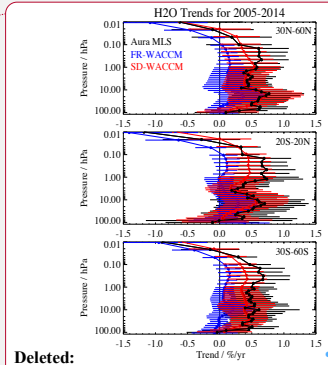 H2O Trends for 2005-2014
0.01
0.10
1.00
10.00
100.00
Pressure / hPa
Aura MLS
FR-WACCM
SD-WACCM
30N-60N
-1.5 -1.0 -0.5 0.0 0.5 1.0 1.5
0.01
0.10
1.00
10.00
100.00
Pressure / hPa
20S-20N
-1.5 -1.0 -0.5 0.0 0.5 1.0 1.5
0.01
0.10
1.00
10.00
100.00
Pressure / hPa
30S-60S
-1.5 -1.0 -0.5 0.0 0.5 1.0 1.5
Trend / %/yr
Deleted: